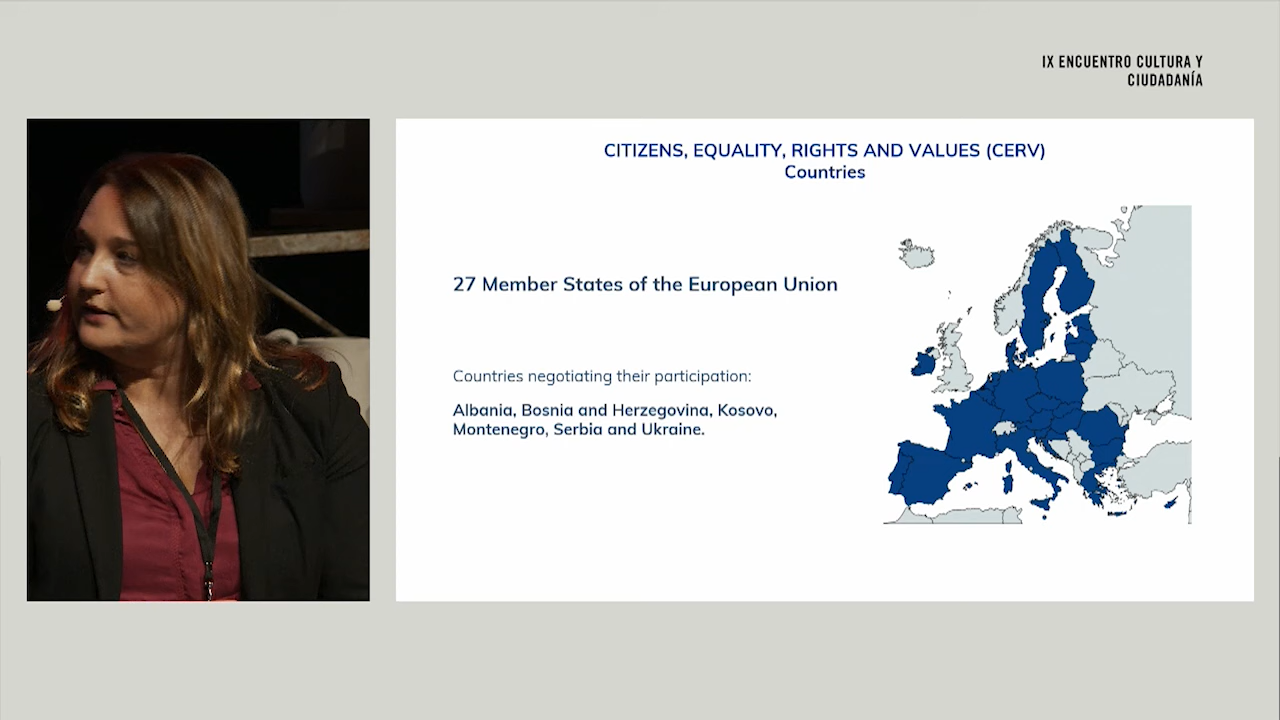 IX ENCUENTRO CULTURA Y
CIUDADANÍA
CITIZENS, EQUALITY, RIGHTS AND VALUES (CERV)
Countries
27 Member States of the European Union
Countries negotiating their participation:
Albania, Bosnia and Herzegovina, Kosovo,
Montenegro, Serbia and Ukraine.